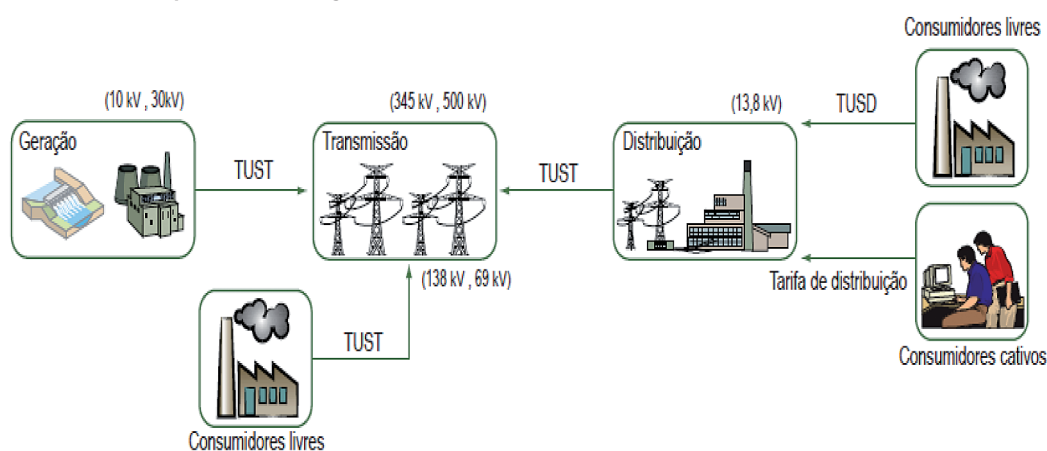 Consumidores livres
(10 kV , 30kV)
(345 kV , 500 kV)
(13,8 kV)
TUSD
Geração
Transmissão
Distribuição
TUST
TUST
(138 kV , 69 kV)
Tarifa de distribuição
TUST
Consumidores cativos
Consumidores livres